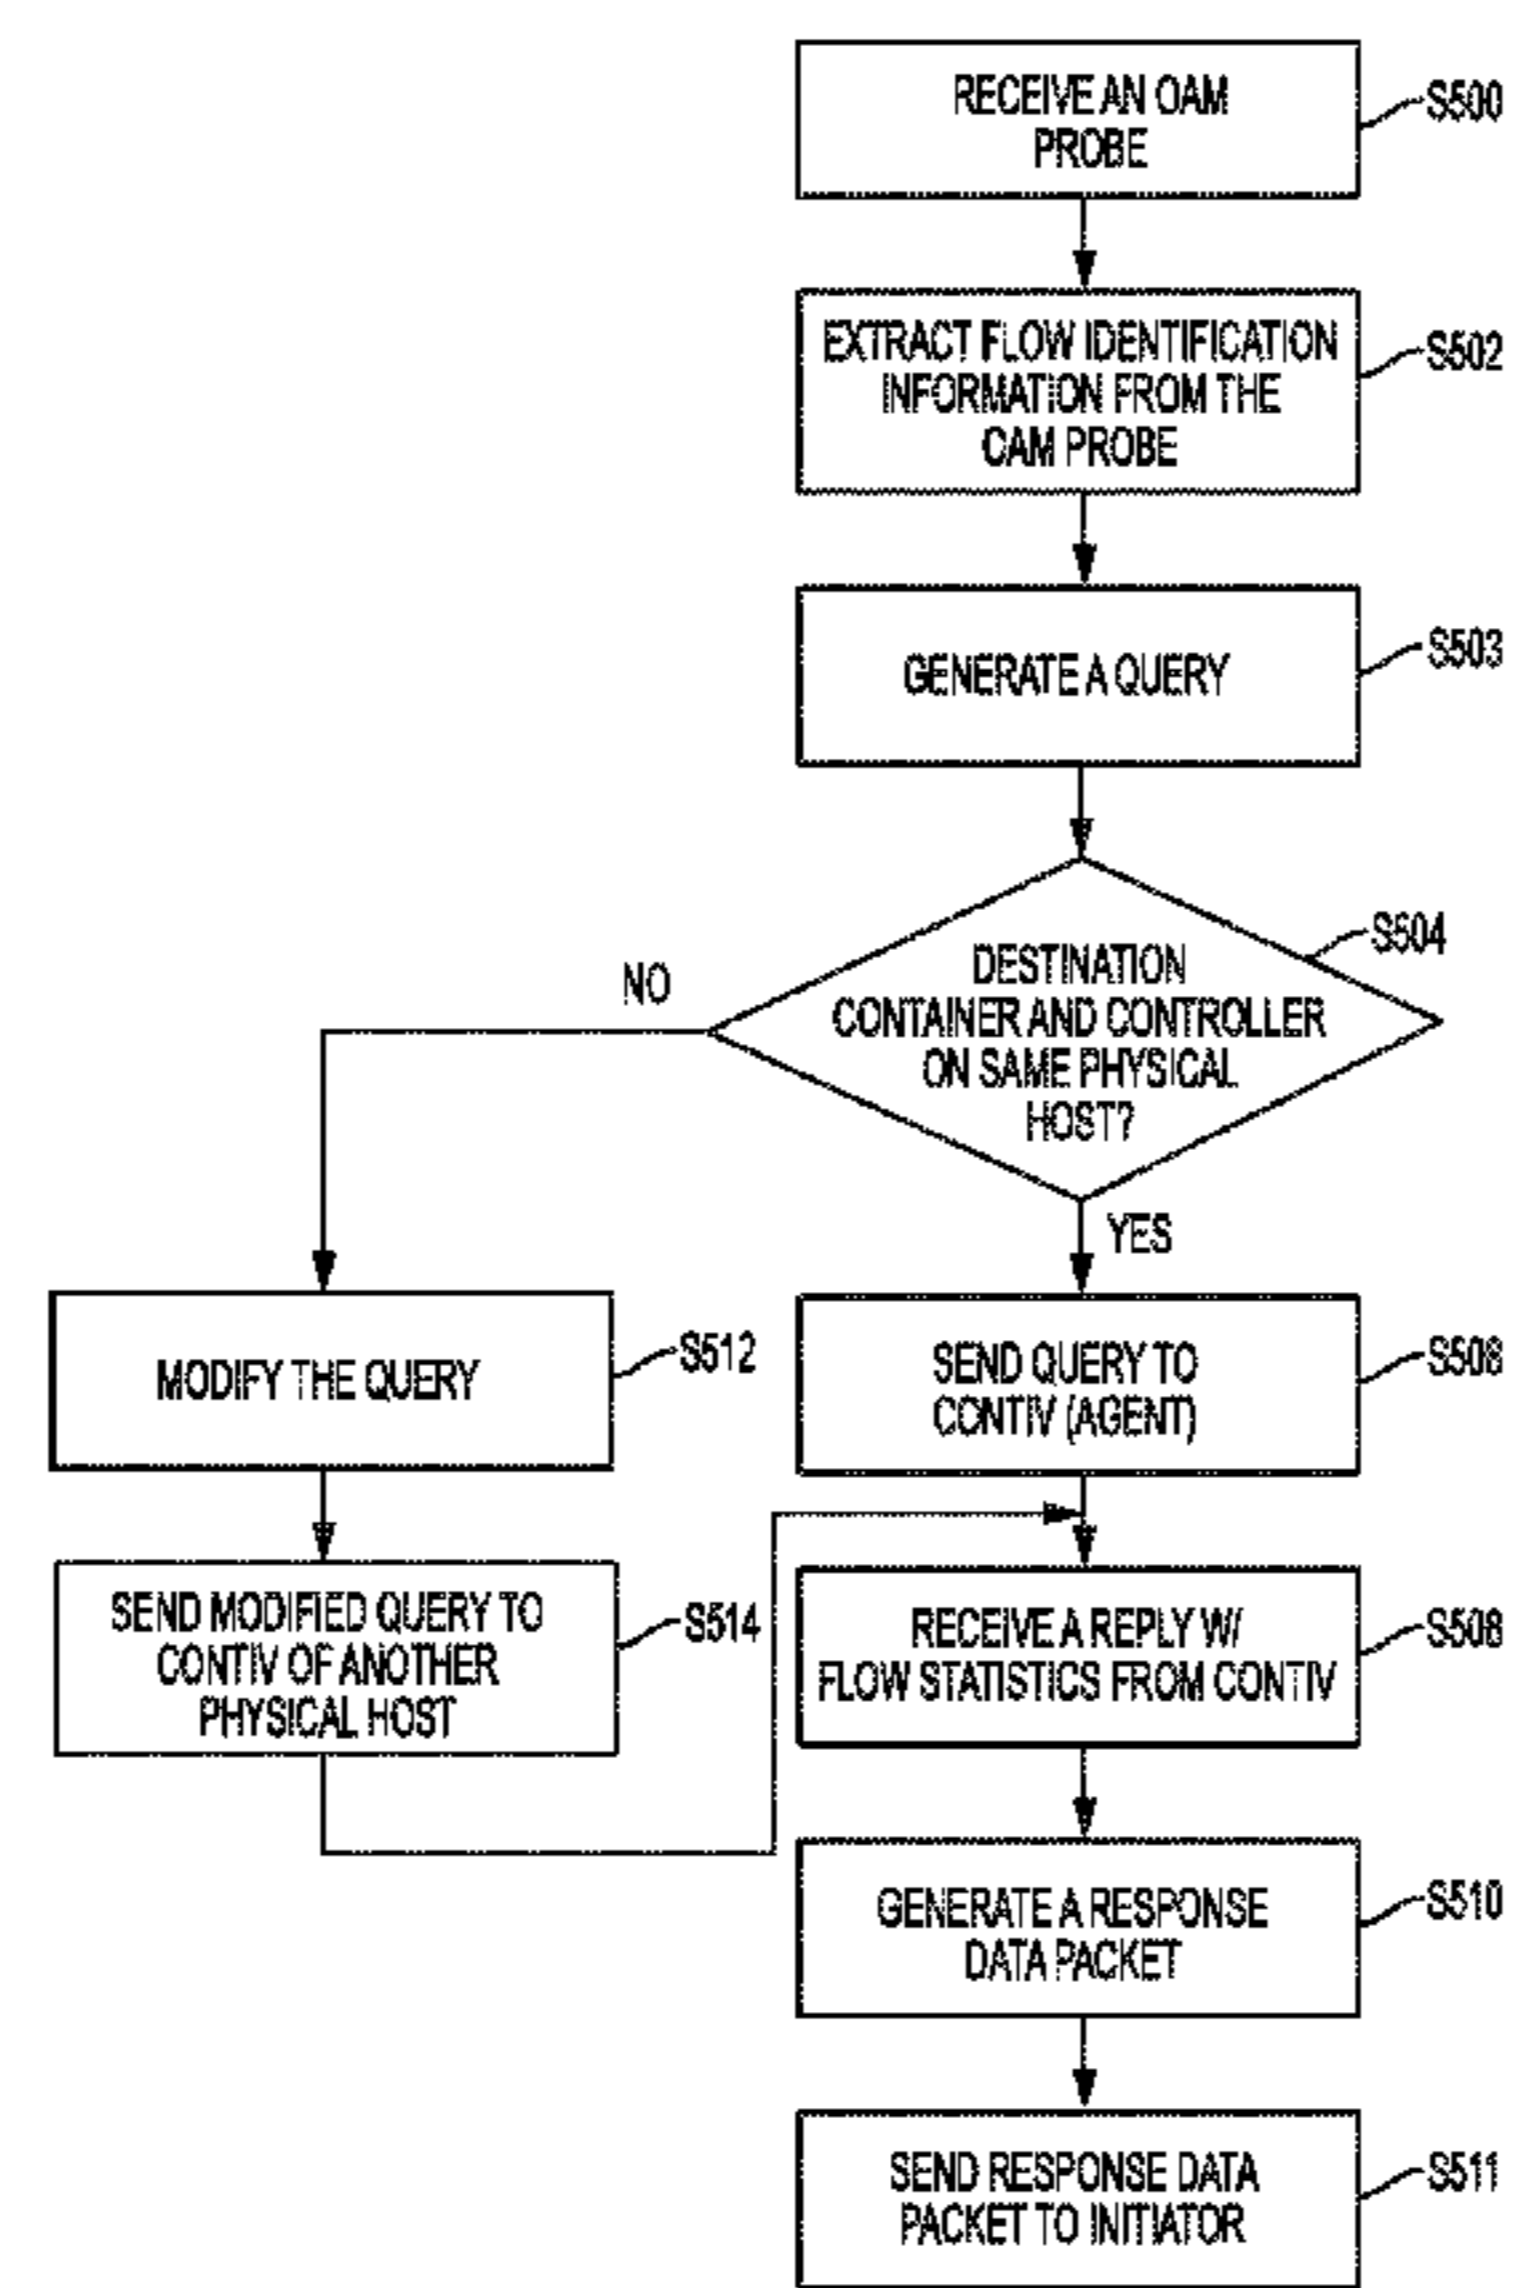 RECEIVE AN OAM
PROBE
S500
EXTRACT FLOW IDENTIFICATION
INFORMATION FROM THE
CAM PROBE
S502
GENERATE A QUERY
S503
DESTINATION
CONTAINER AND CONTROLLER
ON SAME PHYSICAL
HOST?
S504
NO
YES
MODIFY THE QUERY
S512
SEND QUERY TO
CONTIV (AGENT)
S508
SEND MODIFIED QUERY TO
CONTIV OF ANOTHER
PHYSICAL HOST
S514
RECEIVE A REPLY W/
FLOW STATISTICS FROM CONTIV
S508
GENERATE A RESPONSE
DATA PACKET
S510
SEND RESPONSE DATA
PACKET TO INITIATOR
S511